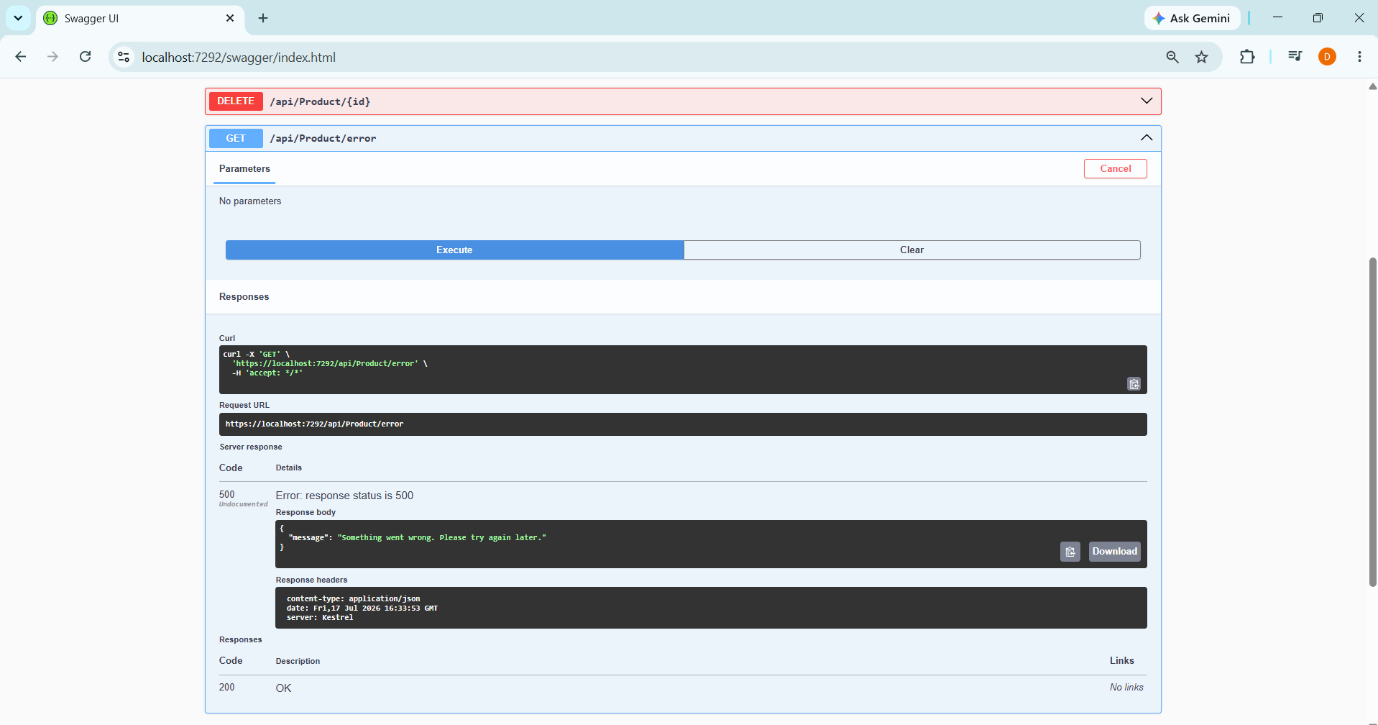 Swagger UI
Ask Gemini
localhost:7292/swagger/index.html
D
DELETE /api/Product/{id}
GET /api/Product/error
Parameters
Cancel
No parameters
Execute
Clear
Responses
Curl
curl -X 'GET' \
'https://localhost:7292/api/Product/error' \
-H 'accept: */*'
Request URL
https://localhost:7292/api/Product/error
Server response
Code Details
500 Error: response status is 500
Undocumented
Response body
{
"message": "Something went wrong. Please try again later."
}
Download
Response headers
content-type: application/json
date: Fri,17 Jul 2026 16:33:53 GMT
server: Kestrel
Responses
Code Description Links
200 OK No links